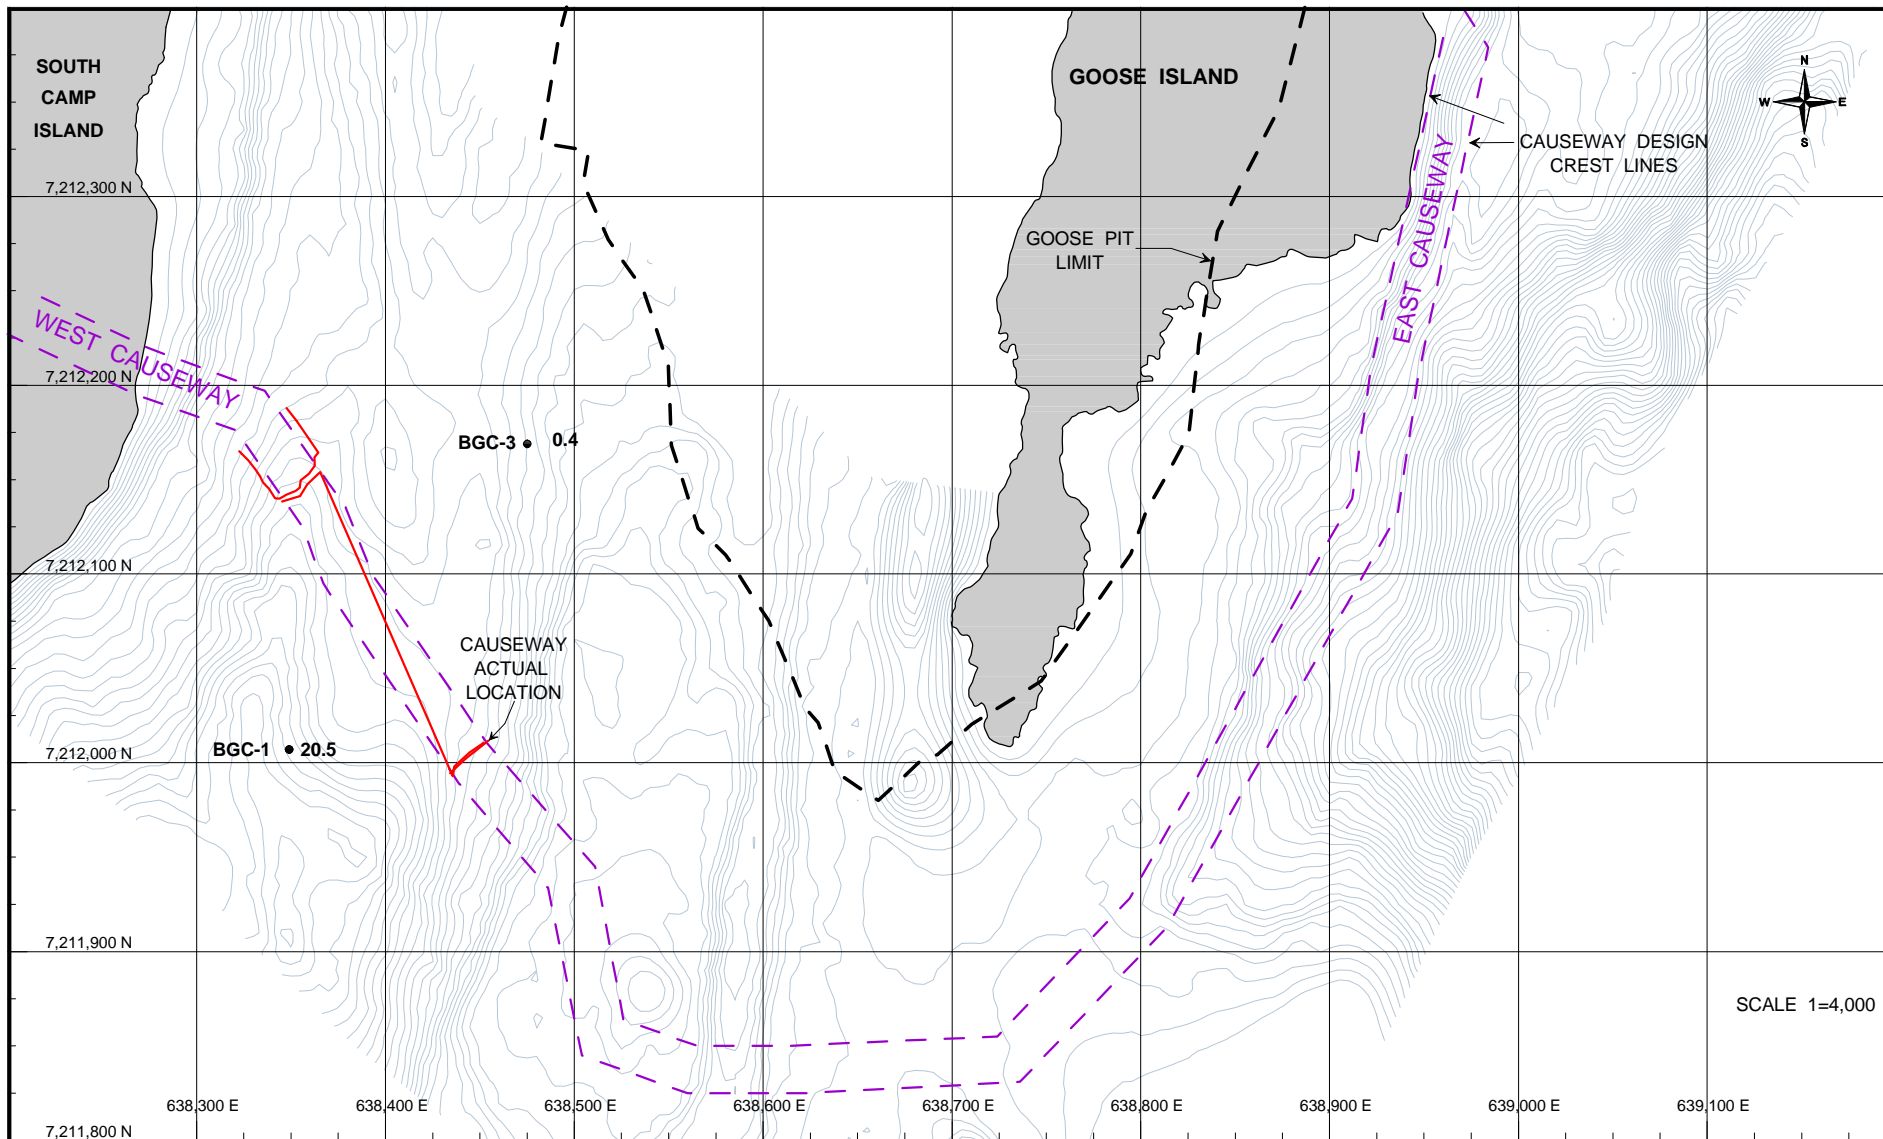 SOUTH
CAMP
ISLAND
GOOSE ISLAND
N
W
E
S
CAUSEWAY DESIGN
CREST LINES
EAST CAUSEWAY
7,212,300 N
GOOSE PIT
LIMIT
WEST CAUSEWAY
7,212,200 N
BGC-3 0.4
7,212,100 N
CAUSEWAY
ACTUAL
LOCATION
BGC-1 20.5
7,212,000 N
7,211,900 N
SCALE 1=4,000
638,300 E
638,400 E
638,500 E
638,600 E
638,700 E
638,800 E
638,900 E
639,000 E
639,100 E
7,211,800 N